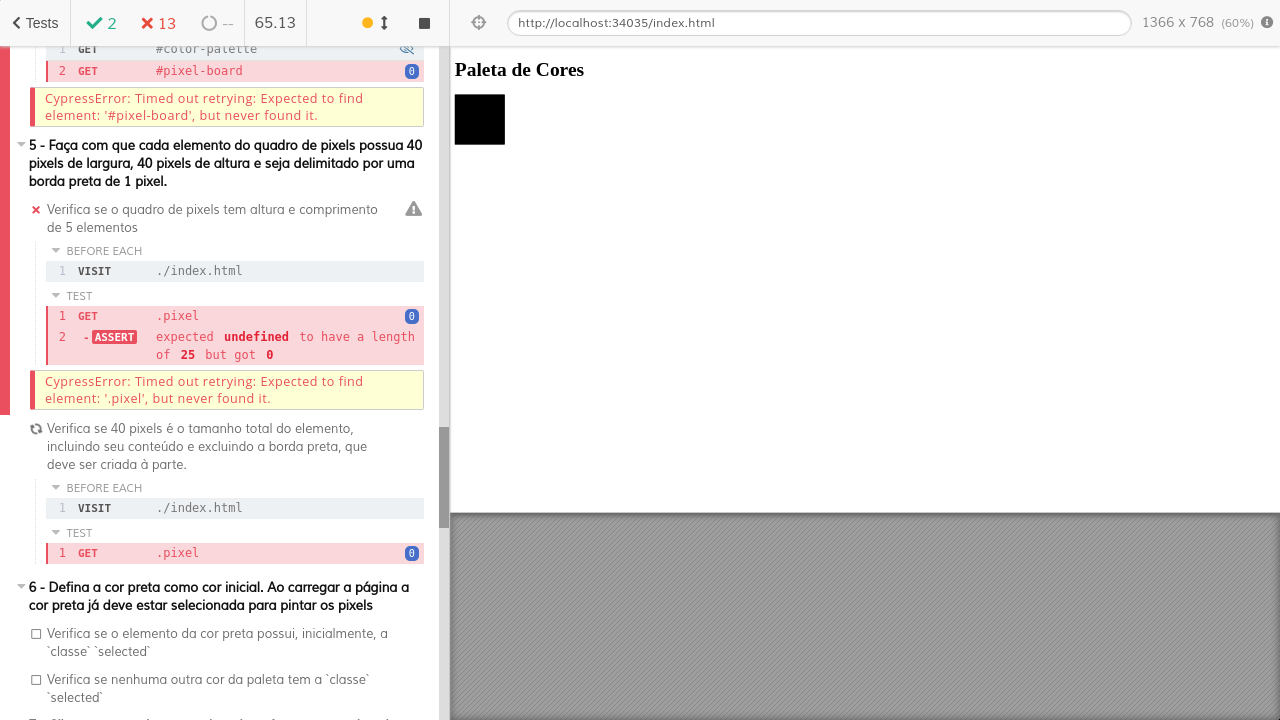 Tests
2
13
--
65.13
http://localhost:34035/index.html
1366 x 768 (60%)
1 GET #color-palette
2 GET #pixel-board 0
CypressError: Timed out retrying: Expected to find
element: '#pixel-board', but never found it.
5 - Faça com que cada elemento do quadro de pixels possua 40
pixels de largura, 40 pixels de altura e seja delimitado por uma
borda preta de 1 pixel.
Verifica se o quadro de pixels tem altura e comprimento
de 5 elementos
BEFORE EACH
1 VISIT ./index.html
TEST
1 GET .pixel 0
2 -ASSERT expected undefined to have a length
of 25 but got 0
CypressError: Timed out retrying: Expected to find
element: '.pixel', but never found it.
Verifica se 40 pixels é o tamanho total do elemento,
incluindo seu conteúdo e excluindo a borda preta, que
deve ser criada à parte.
BEFORE EACH
1 VISIT ./index.html
TEST
1 GET .pixel 0
6 - Defina a cor preta como cor inicial. Ao carregar a página a
cor preta já deve estar selecionada para pintar os pixels
Verifica se o elemento da cor preta possui, inicialmente, a
`classe` `selected`
Verifica se nenhuma outra cor da paleta tem a `classe`
`selected`
Paleta de Cores